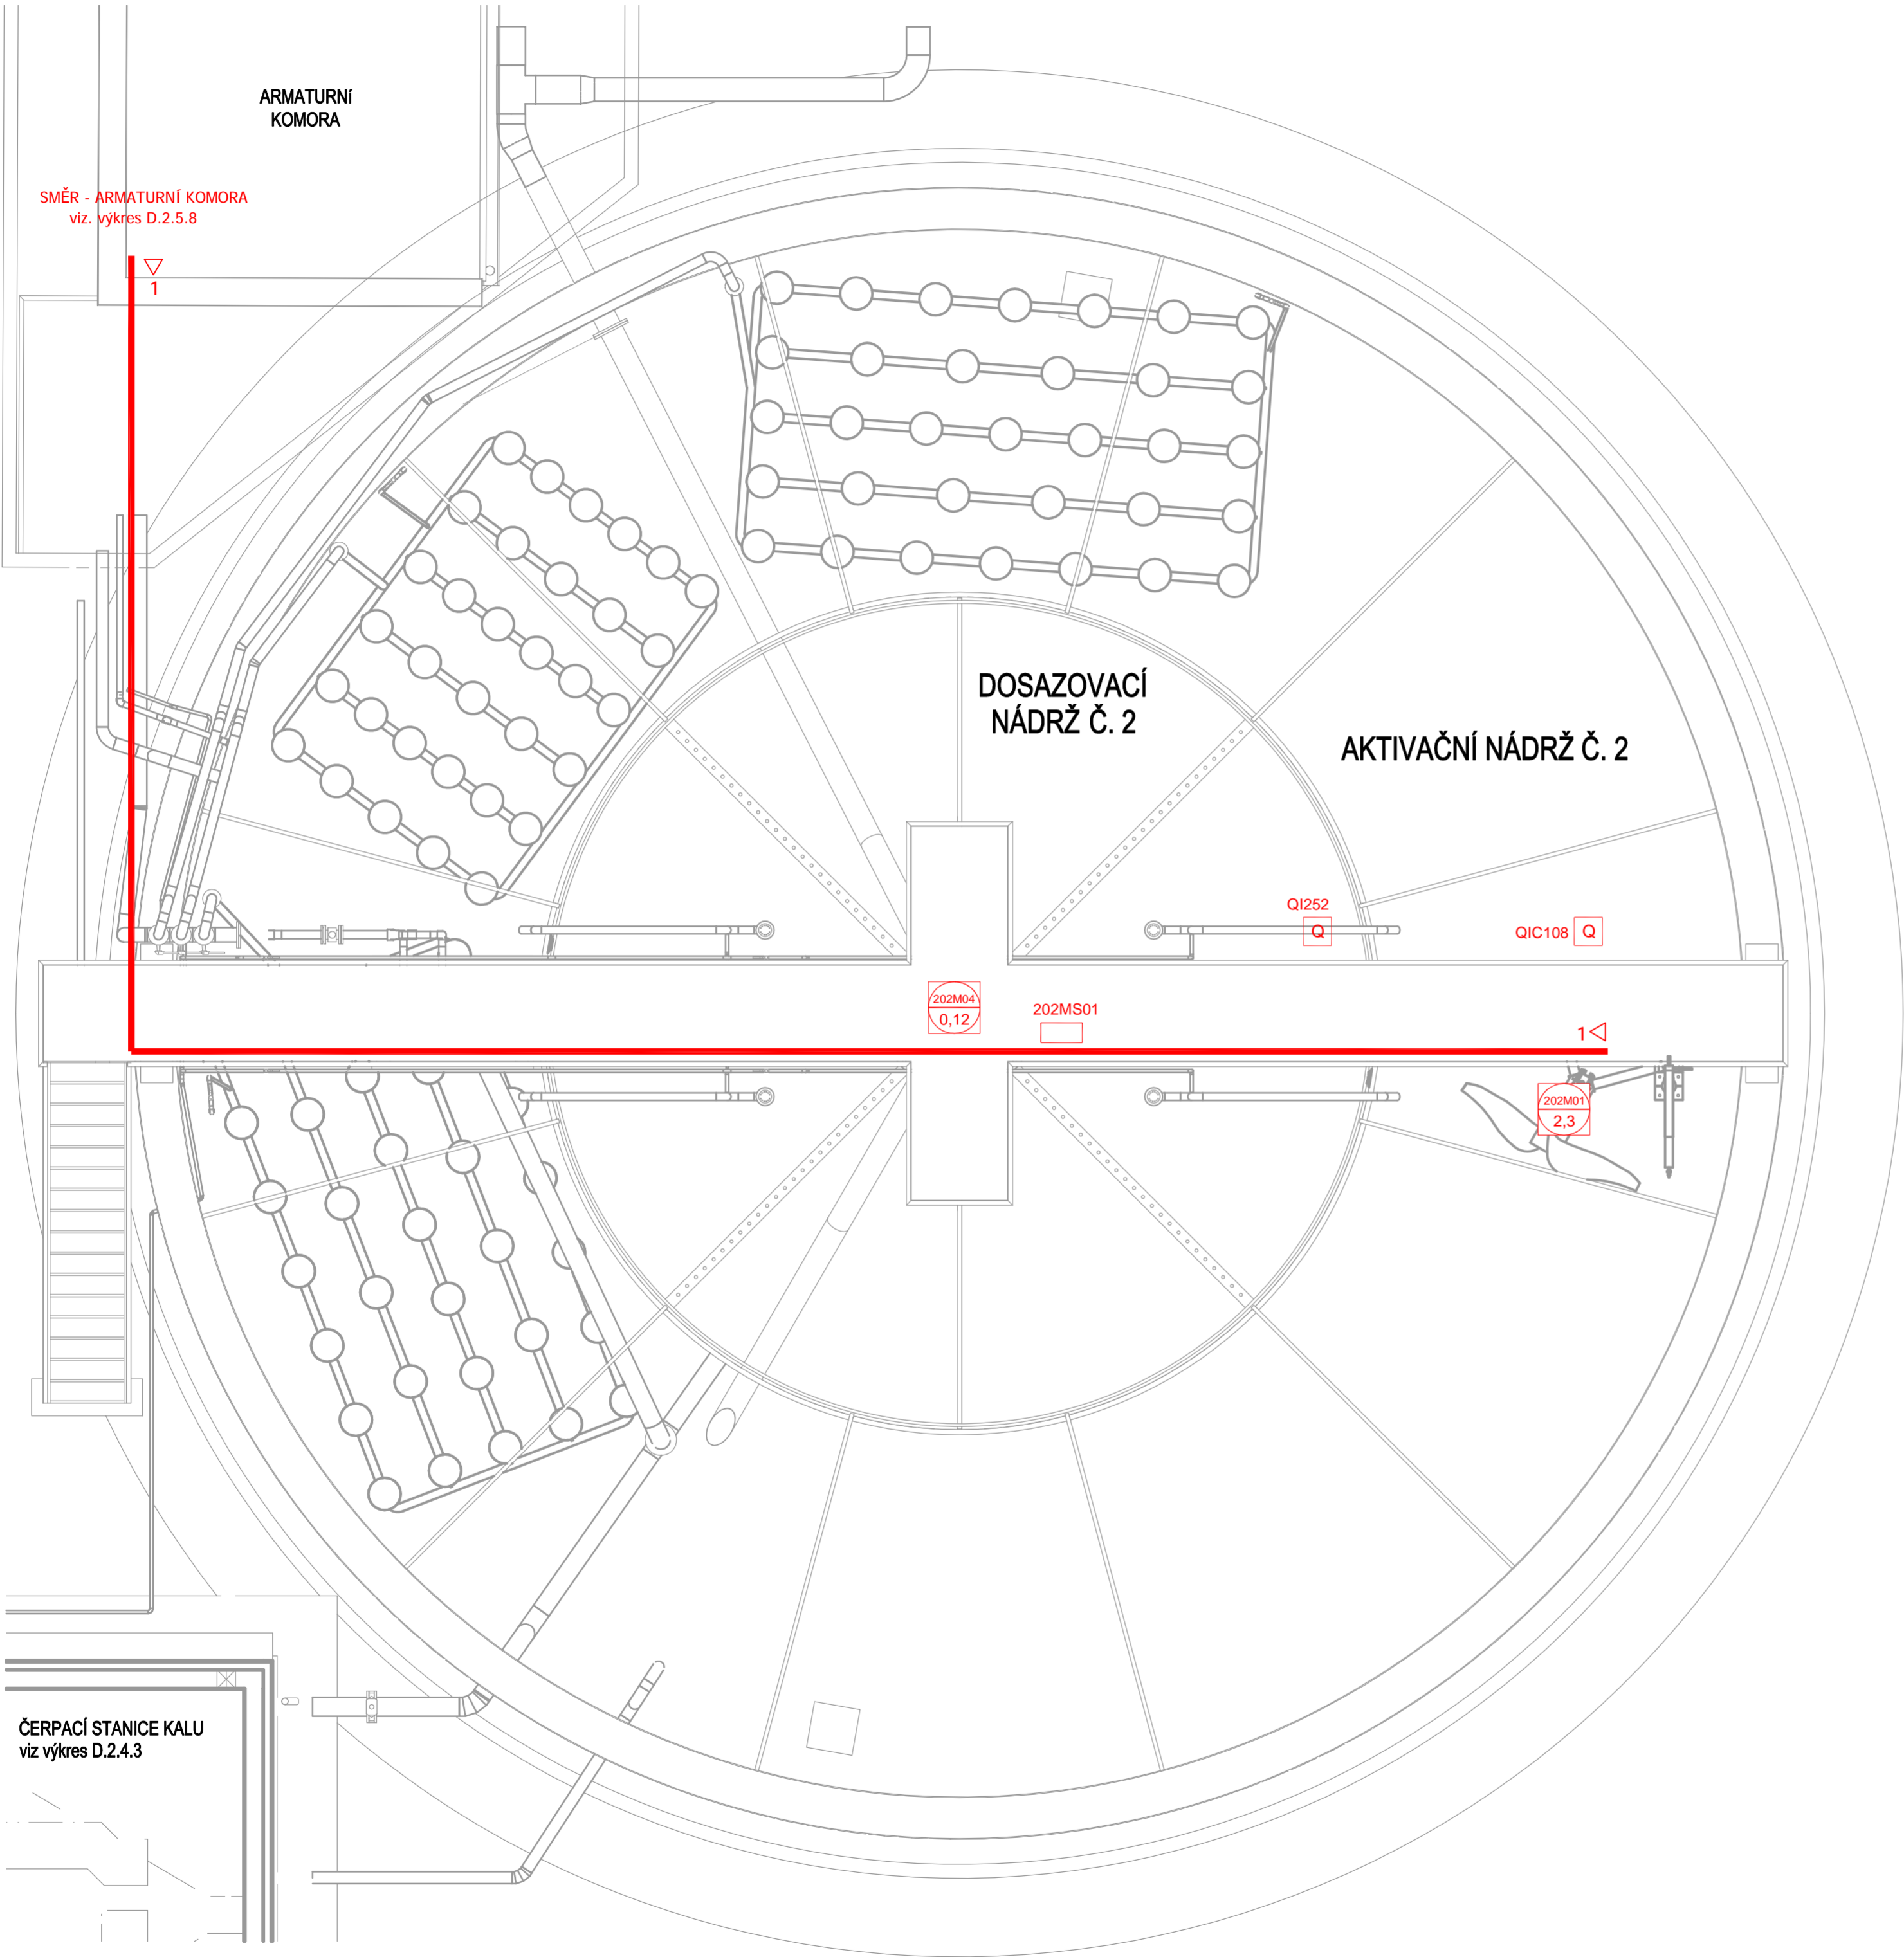 ARMATURNí
KOMORA
SMĚR - ARMATURNÍ KOMORA
viz. výkres D.2.5.8
1
DOSAZOVACÍ
NÁDRŽ Č. 2
AKTIVAČNÍ NÁDRŽ Č. 2
QI252
Q
QIC108
Q
202M04
0,12
202MS01
1
202M01
2,3
ČERPACÍ STANICE KALU
viz výkres D.2.4.3